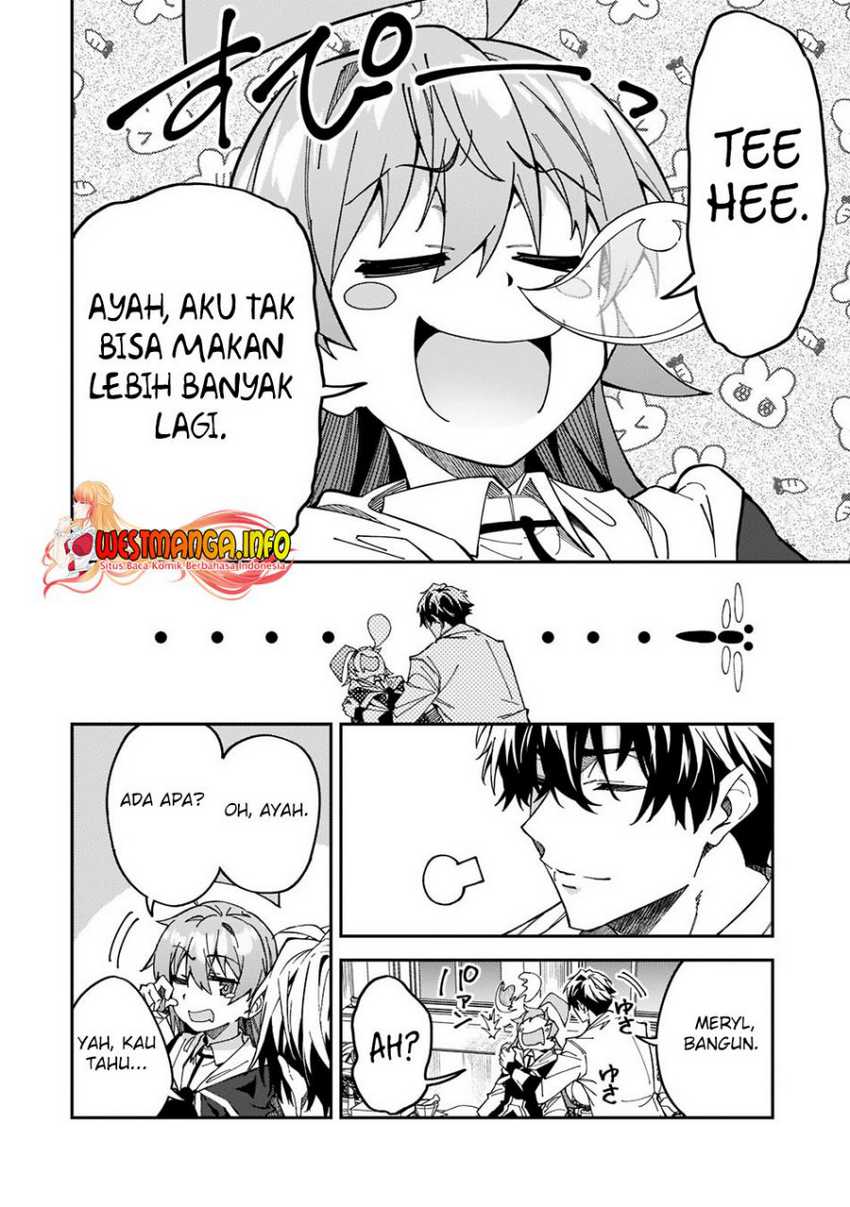 すぴー
TEE
HEE.
AYAH, AKU TAK
BISA MAKAN
LEBIH BANYAK
LAGI.
WESTMANGA.INFO
Situs Baca Komik Berbahasa Indonesia
MERYL,
BANGUN.
ゆさ
ゆさ
パァン
AH?
OH, AYAH.
ADA APA?
YAH, KAU
TAHU...